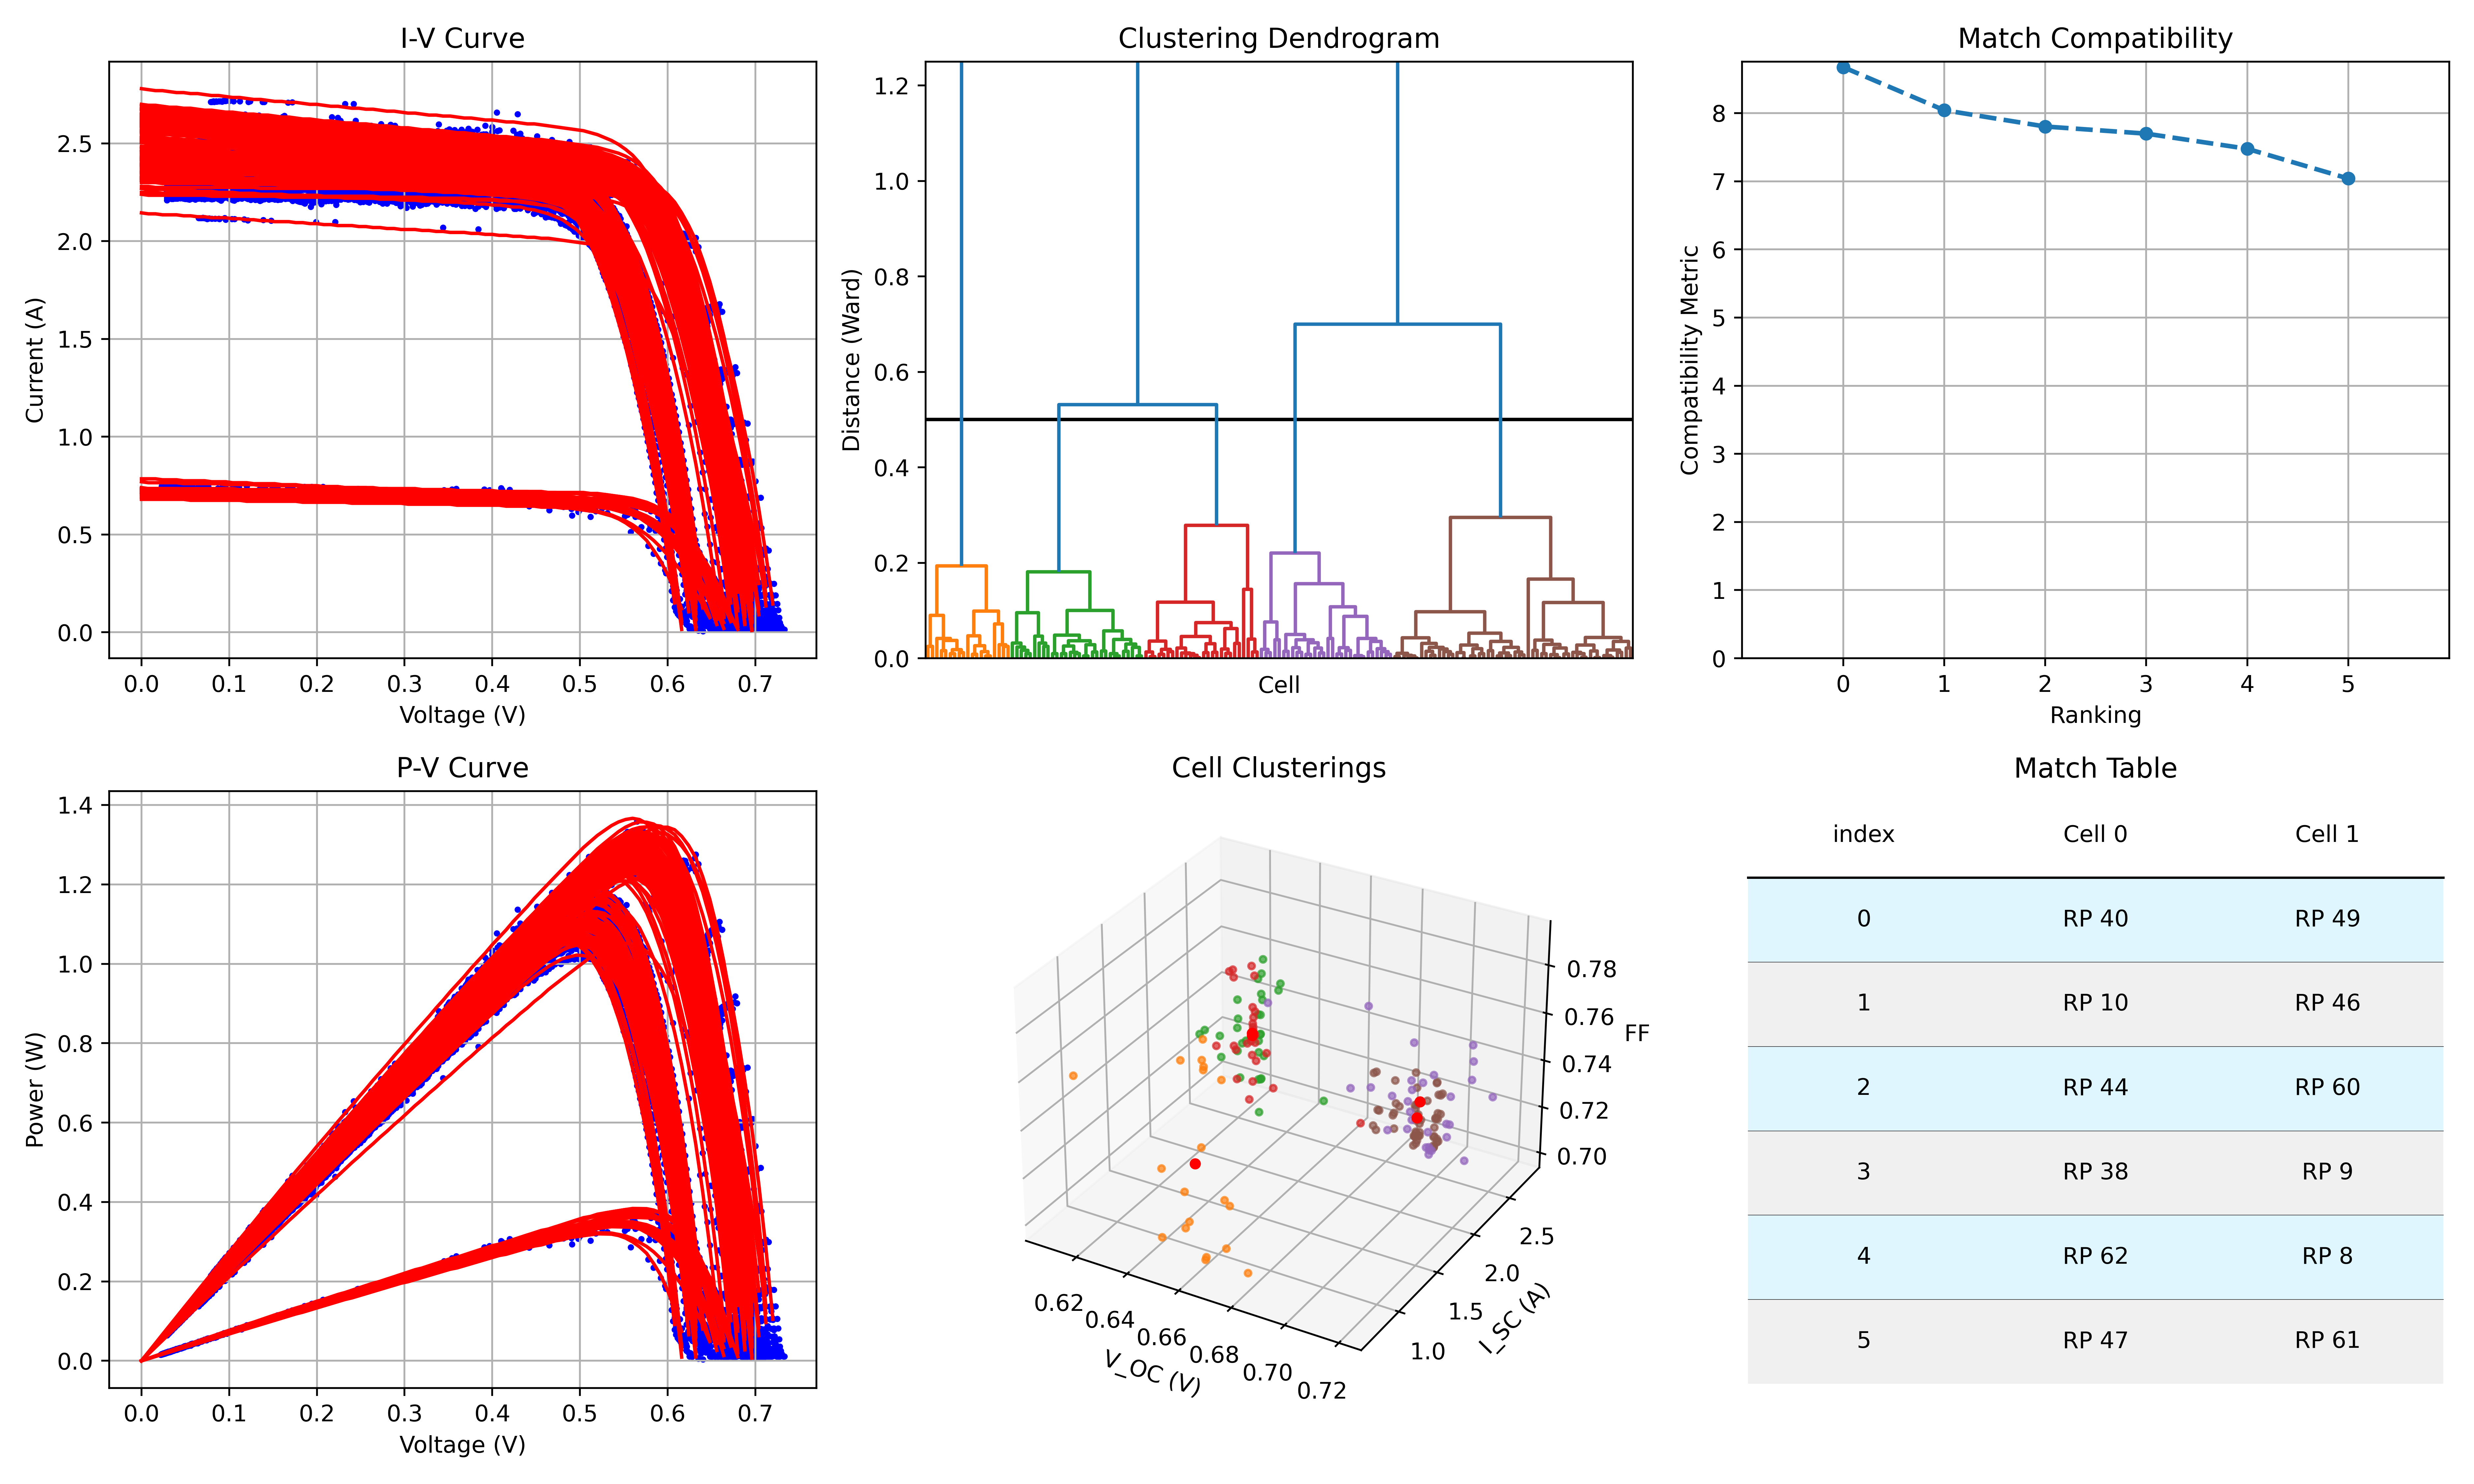 I-V Curve
Current (A)
2.5
2.0
1.5
1.0
0.5
0.0
0.0 0.1 0.2 0.3 0.4 0.5 0.6 0.7
Voltage (V)
Clustering Dendrogram
Distance (Ward)
1.2
1.0
0.8
0.6
0.4
0.2
0.0
Cell
Match Compatibility
Compatibility Metric
8
7
6
5
4
3
2
1
0
0 1 2 3 4 5
Ranking
P-V Curve
Power (W)
1.4
1.2
1.0
0.8
0.6
0.4
0.2
0.0
0.0 0.1 0.2 0.3 0.4 0.5 0.6 0.7
Voltage (V)
Cell Clusterings
0.78
0.76
0.74
0.72
0.70
FF
2.5
2.0
1.5
1.0
I_SC (A)
0.62 0.64 0.66 0.68 0.70 0.72
V_OC (V)
Match Table
index Cell 0 Cell 1
0 RP 40 RP 49
1 RP 10 RP 46
2 RP 44 RP 60
3 RP 38 RP 9
4 RP 62 RP 8
5 RP 47 RP 61